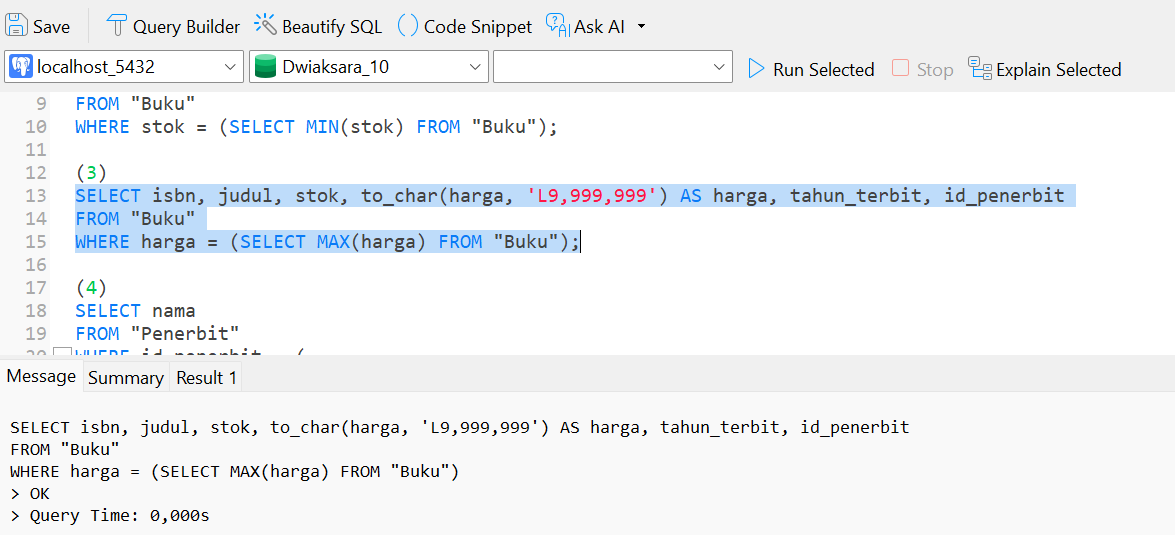 Save Query Builder Beautify SQL Code Snippet Ask AI
localhost_5432 Dwiaksara_10 Run Selected Stop Explain Selected
9 FROM "Buku"
10 WHERE stok = (SELECT MIN(stok) FROM "Buku");
11
12 (3)
13 SELECT isbn, judul, stok, to_char(harga, 'L9,999,999') AS harga, tahun_terbit, id_penerbit
14 FROM "Buku"
15 WHERE harga = (SELECT MAX(harga) FROM "Buku");
16
17 (4)
18 SELECT nama
19 FROM "Penerbit"
20 WHERE id_penerbit
Message Summary Result 1
SELECT isbn, judul, stok, to_char(harga, 'L9,999,999') AS harga, tahun_terbit, id_penerbit
FROM "Buku"
WHERE harga = (SELECT MAX(harga) FROM "Buku")
> OK
> Query Time: 0,000s